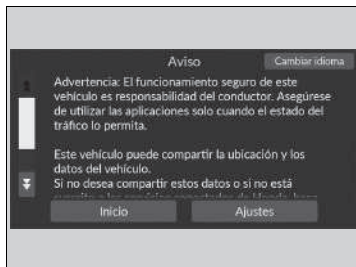 Aviso
Cambiar idioma
Advertencia: El funcionamiento seguro de este
vehículo es responsabilidad del conductor. Asegúrese
de utilizar las aplicaciones solo cuando el estado del
tráfico lo permita.
Este vehículo puede compartir la ubicación y los
datos del vehículo.
Si no desea compartir estos datos o si no está
Inicio
Ajustes